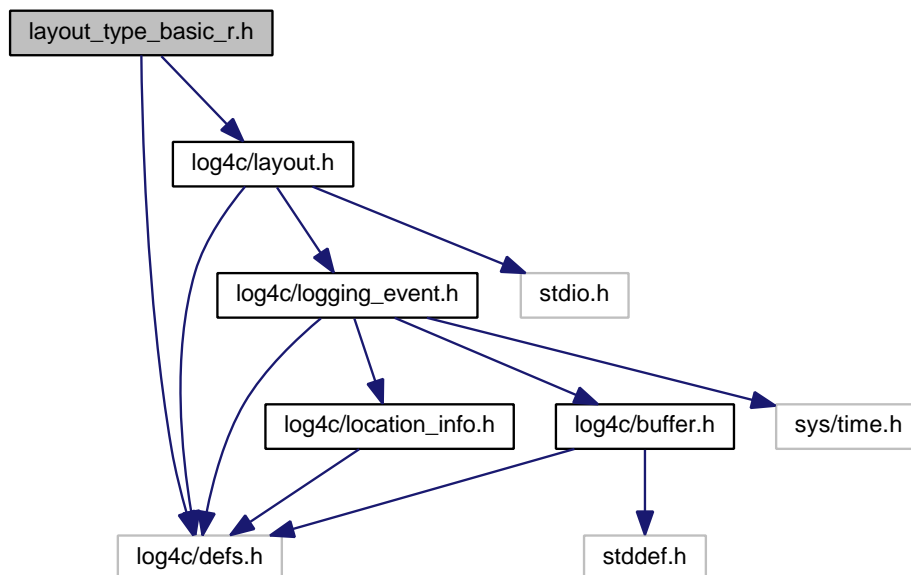 layout_type_basic_r.h
log4c/layout.h
log4c/logging_event.h
stdio.h
log4c/location_info.h
log4c/buffer.h
sys/time.h
log4c/defs.h
stddef.h